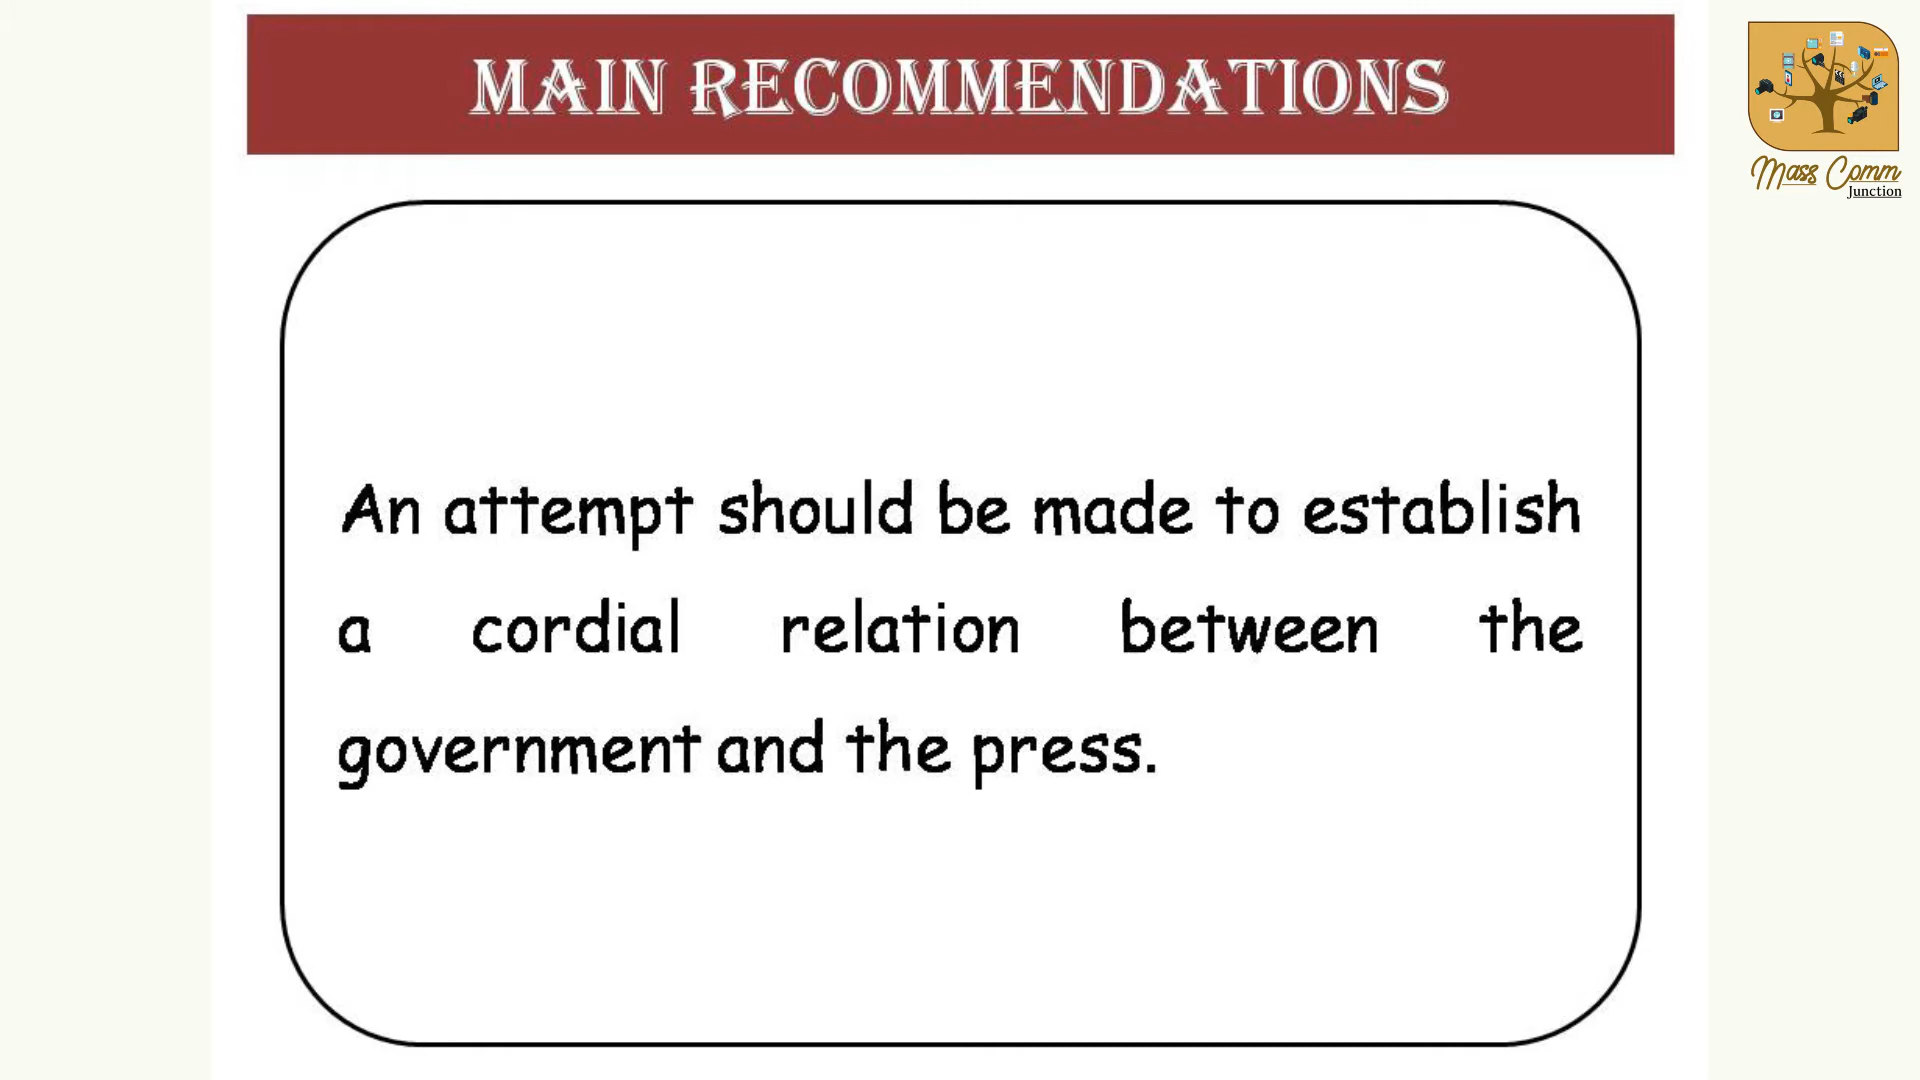 MAIN RECOMMENDATIONS
Mass Comm
Junction
An attempt should be made to establish
a cordial relation between the
government and the press.